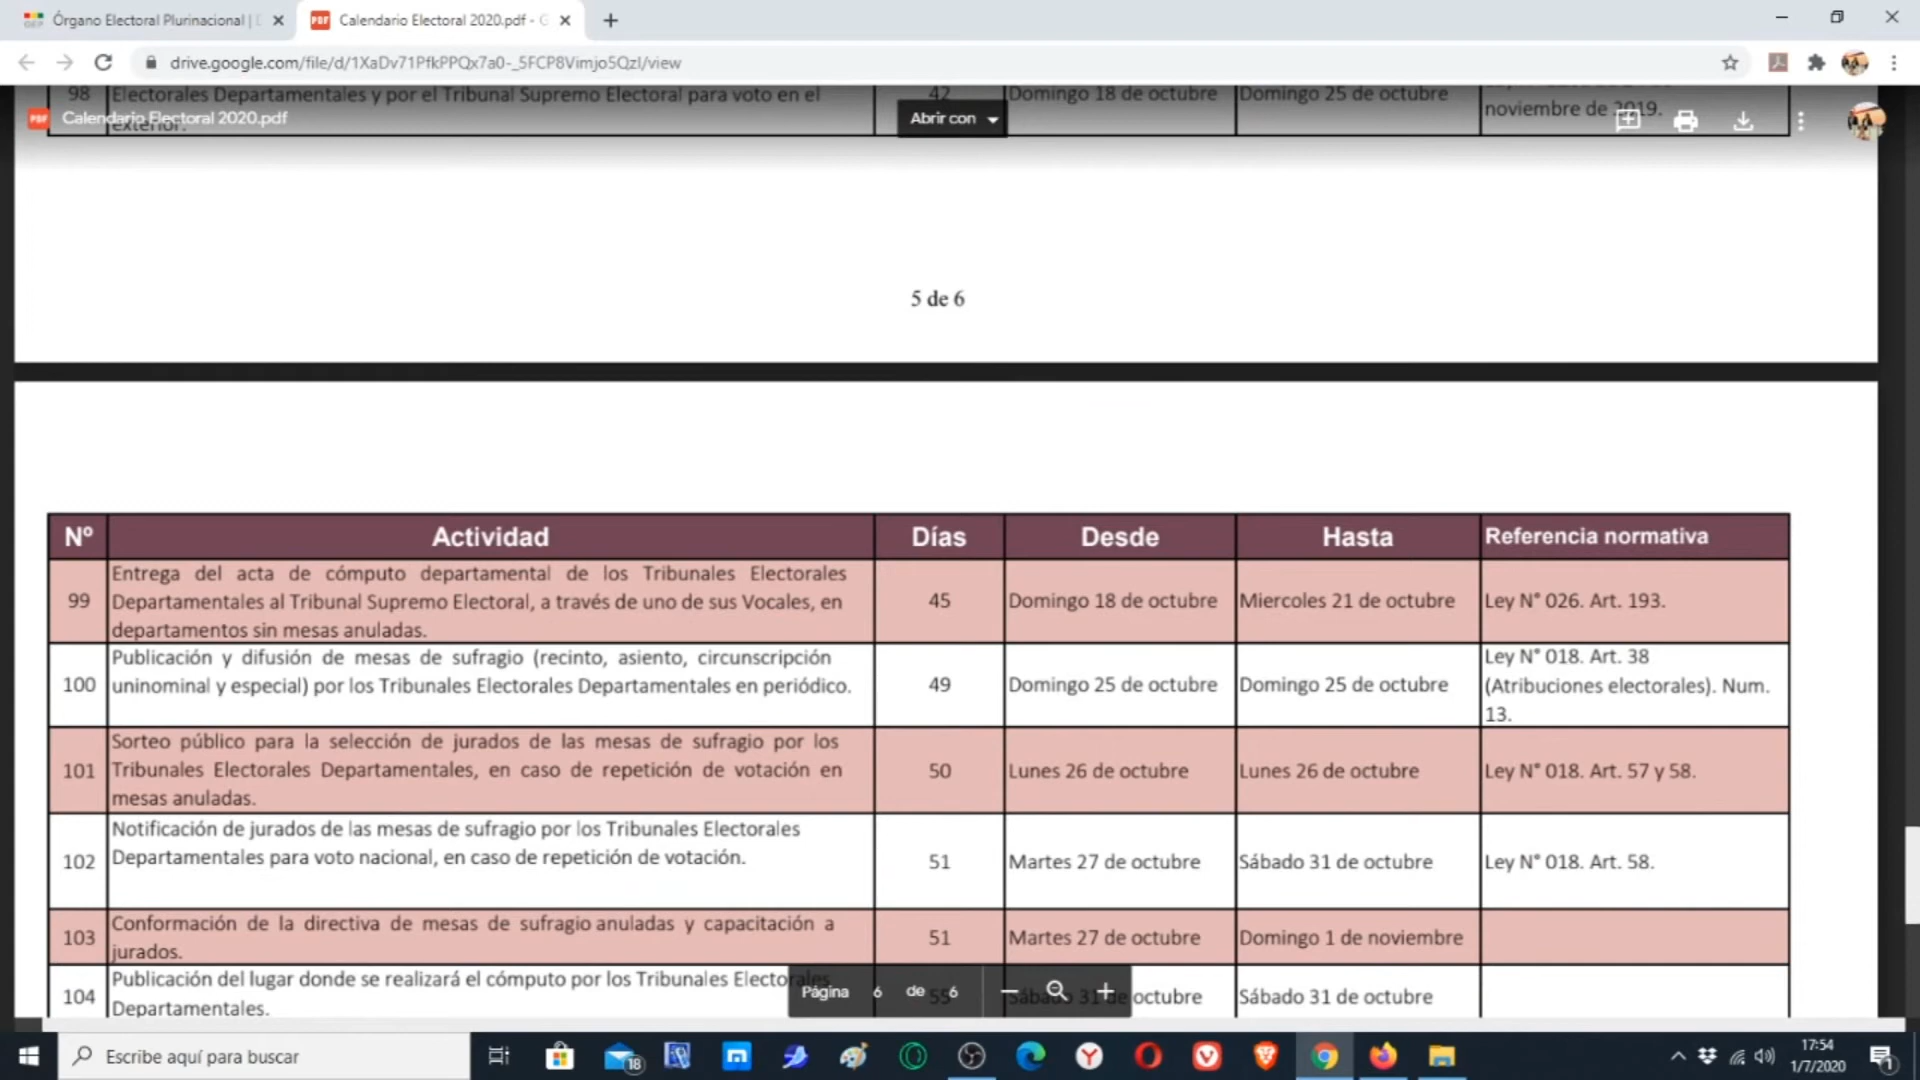 Órgano Electoral Plurinacional |
Calendario Electoral 2020.pdf - G
drive.google.com/file/d/1XaDv71PfkPPQx7a0-_5FCP8Vimjo5QzI/view
98 Electorales Departamentales y por el Tribunal Supremo Electoral para voto en el 42 Domingo 18 de octubre Domingo 25 de octubre
exterior. noviembre de 2019.
PDF Calendario Electoral 2020.pdf Abrir con
5 de 6
Nº Actividad Días Desde Hasta Referencia normativa
Entrega del acta de cómputo departamental de los Tribunales Electorales
99 Departamentales al Tribunal Supremo Electoral, a través de uno de sus Vocales, en 45 Domingo 18 de octubre Miercoles 21 de octubre Ley N° 026. Art. 193.
departamentos sin mesas anuladas.
Publicación y difusión de mesas de sufragio (recinto, asiento, circunscripción Ley N° 018. Art. 38
100 uninominal y especial) por los Tribunales Electorales Departamentales en periódico. 49 Domingo 25 de octubre Domingo 25 de octubre (Atribuciones electorales). Num.
13.
Sorteo público para la selección de jurados de las mesas de sufragio por los
101 Tribunales Electorales Departamentales, en caso de repetición de votación en 50 Lunes 26 de octubre Lunes 26 de octubre Ley N° 018. Art. 57 y 58.
mesas anuladas.
Notificación de jurados de las mesas de sufragio por los Tribunales Electorales
102 Departamentales para voto nacional, en caso de repetición de votación. 51 Martes 27 de octubre Sábado 31 de octubre Ley N° 018. Art. 58.
Conformación de la directiva de mesas de sufragio anuladas y capacitación a
103 jurados. 51 Martes 27 de octubre Domingo 1 de noviembre
Publicación del lugar donde se realizará el cómputo por los Tribunales Electorales
104 Departamentales. 55 Sábado 31 de octubre Sábado 31 de octubre
Página 6 de 6
Escribe aquí para buscar
18
17:54
1/7/2020
1